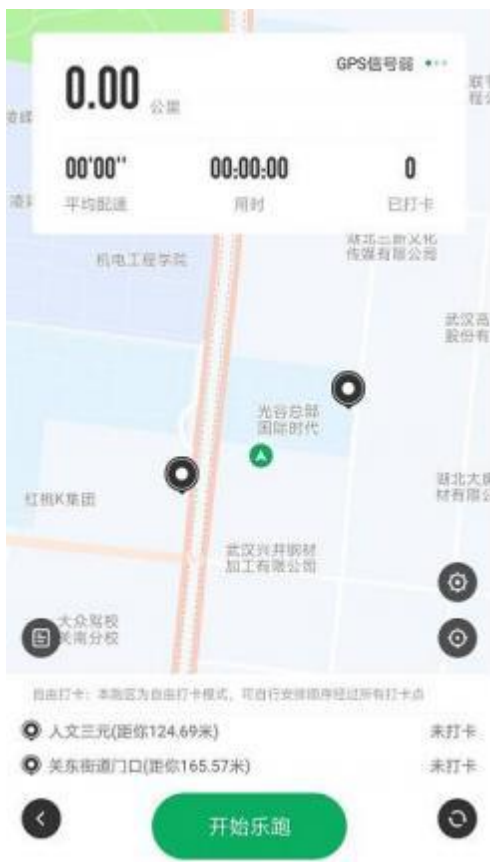 GPS信号弱
0.00 公里
00'00" 00:00:00 0
平均配速 用时 已打卡
传媒有限公司
机电工程学院
武汉高
股份有
光谷总部
国际时代
红桃K集团
湖北大
材有限公
武汉兴井钢材
加工有限公司
大众驾校
关南分校
自由打卡：本跑区为自由打卡模式，可自行安排顺序经过所有打卡点
人文三元(距你124.69米) 未打卡
关东街道门口(距你165.57米) 未打卡
开始乐跑